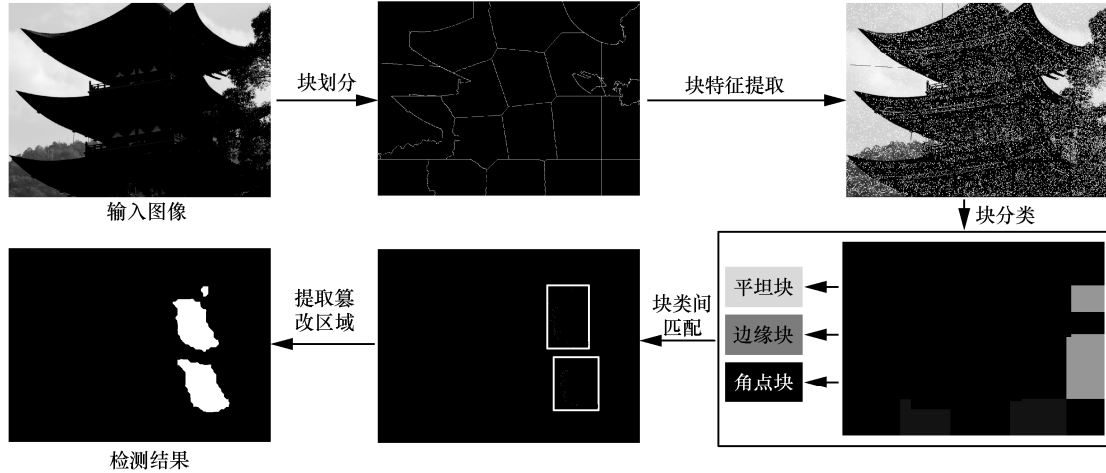 块划分
块特征提取
输入图像
块分类
平坦块
边缘块
角点块
块类间
匹配
提取篡
改区域
检测结果